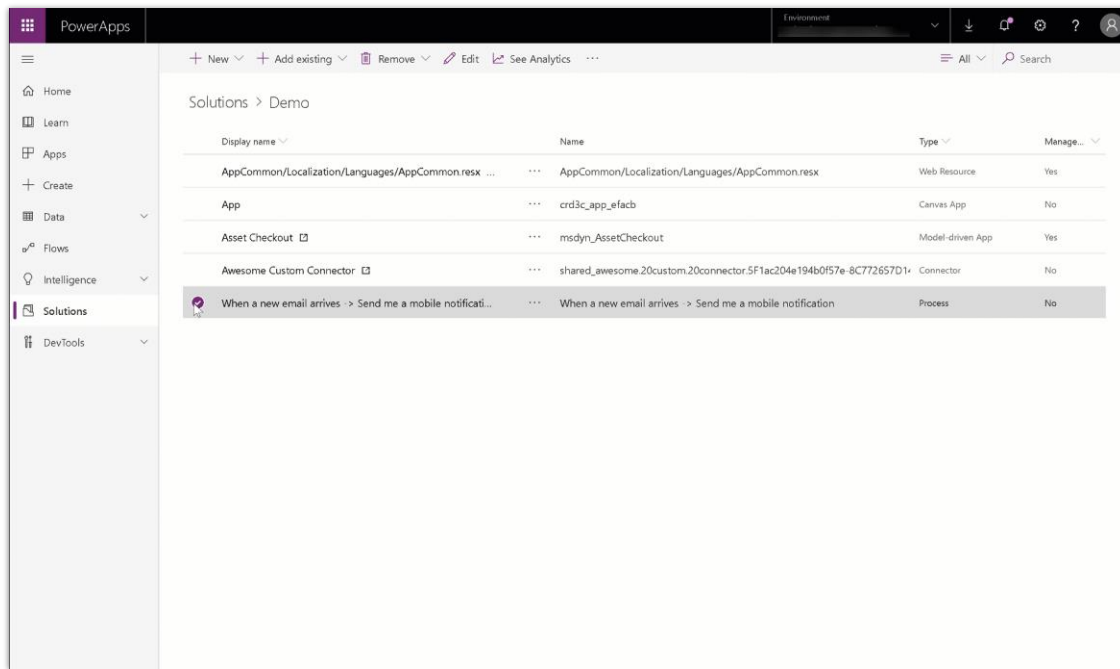 PowerApps
Environment
New
Add existing
Remove
Edit
See Analytics
···
All
Search
Home
Learn
Apps
Create
Data
Flows
Intelligence
Solutions
DevTools
Solutions > Demo
Display name Name Type Manage...
AppCommon/Localization/Languages/AppCommon.resx ... ··· AppCommon/Localization/Languages/AppCommon.resx Web Resource Yes
App ··· crd3c_app_efacb Canvas App No
Asset Checkout ··· msdyn_AssetCheckout Model-driven App Yes
Awesome Custom Connector ··· shared_awesome.20custom.20connector.5F1ac204e194b0f57e-8C772657D1 Connector No
When a new email arrives -> Send me a mobile notificati... ··· When a new email arrives -> Send me a mobile notification Process No